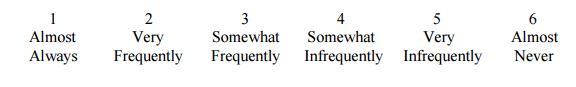 1 2 3 4 5 6
Almost Very Somewhat Somewhat Very Almost
Always Frequently Frequently Infrequently Infrequently Never